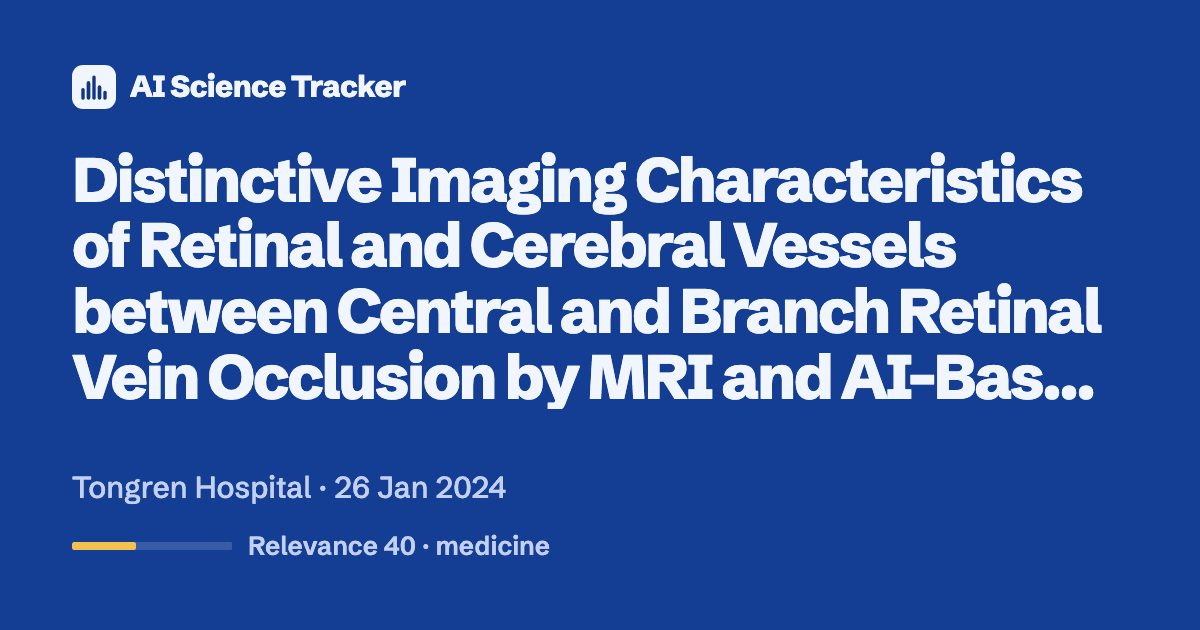 AI Science Tracker
Distinctive Imaging Characteristics
of Retinal and Cerebral Vessels
between Central and Branch Retinal
Vein Occlusion by MRI and AI-Bas...
Tongren Hospital · 26 Jan 2024
Relevance 40 · medicine